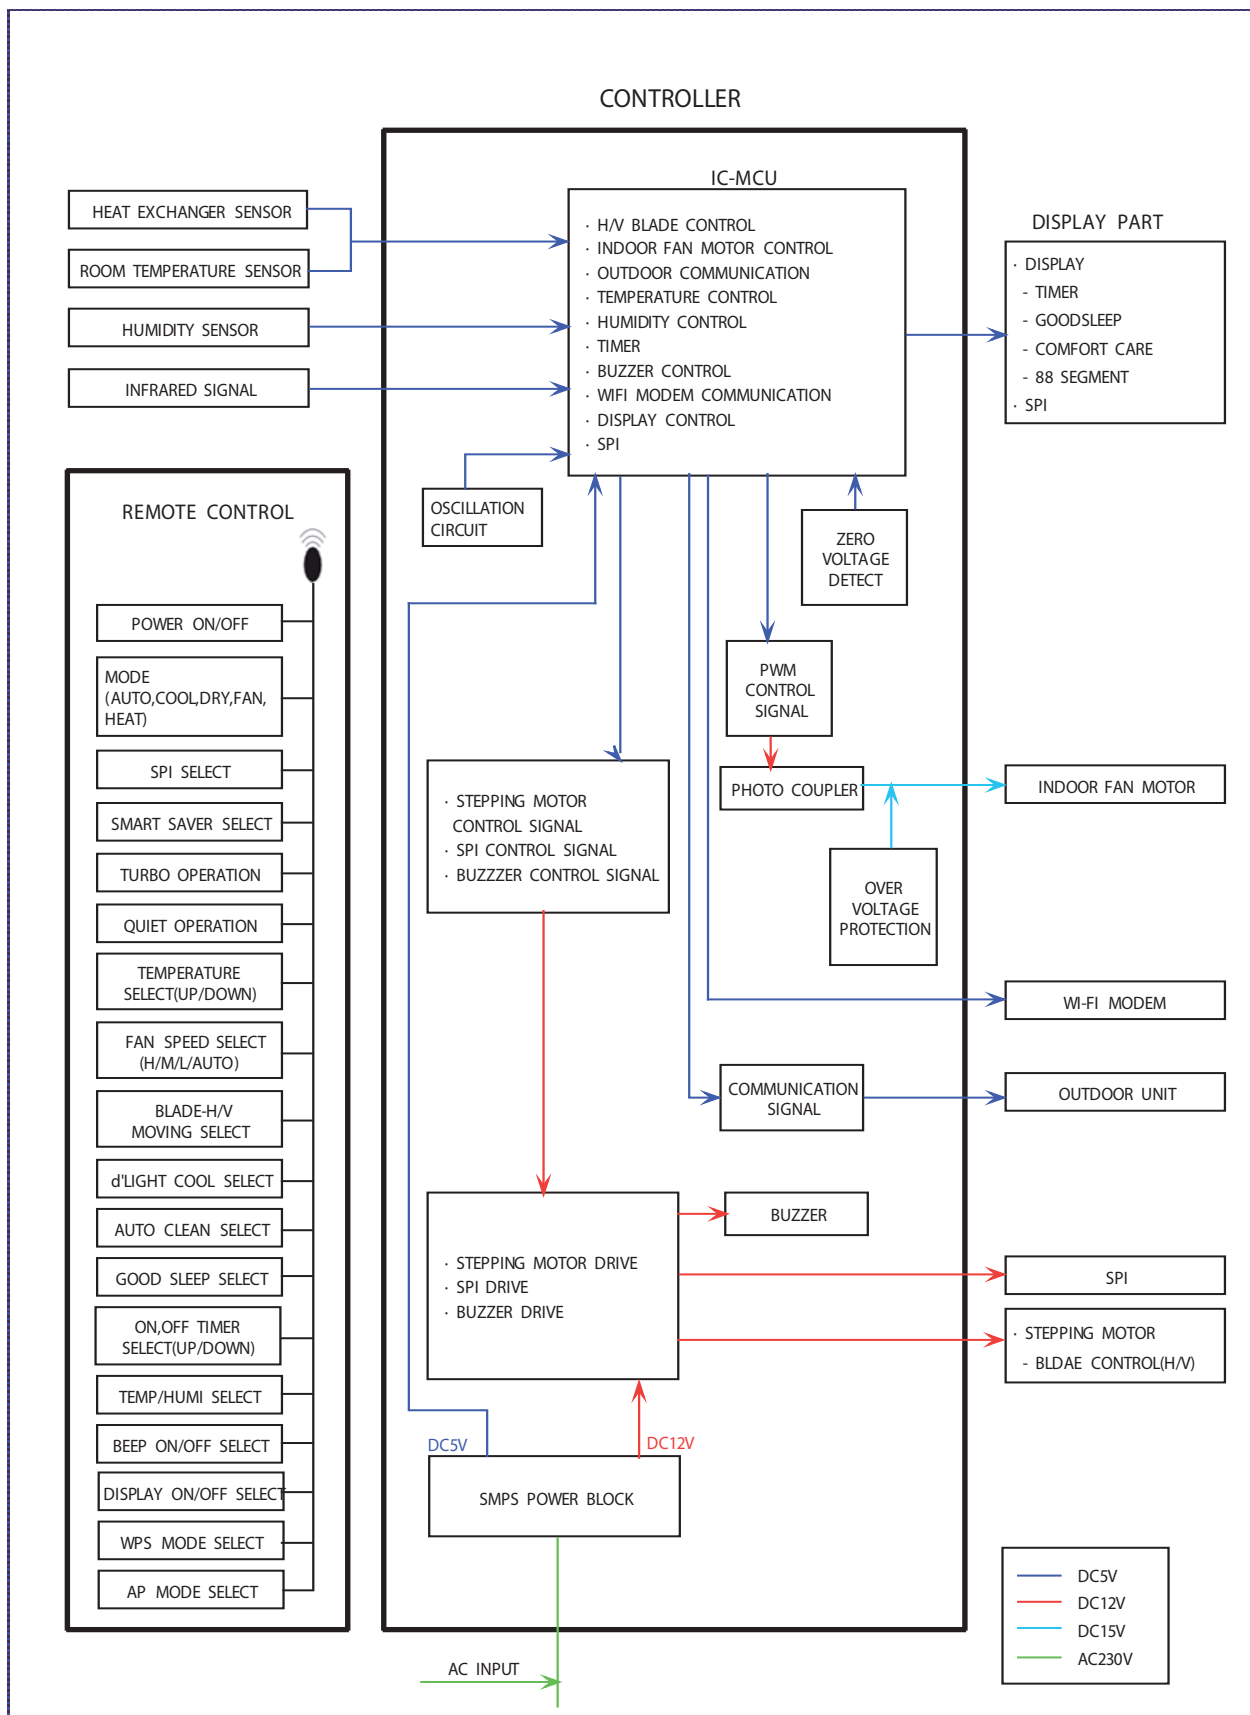 CONTROLLER
IC-MCU
· H/V BLADE CONTROL
· INDOOR FAN MOTOR CONTROL
· OUTDOOR COMMUNICATION
· TEMPERATURE CONTROL
· HUMIDITY CONTROL
· TIMER
· BUZZER CONTROL
· WIFI MODEM COMMUNICATION
· DISPLAY CONTROL
· SPI
HEAT EXCHANGER SENSOR
ROOM TEMPERATURE SENSOR
HUMIDITY SENSOR
INFRARED SIGNAL
DISPLAY PART
· DISPLAY
- TIMER
- GOODSLEEP
- COMFORT CARE
- 88 SEGMENT
· SPI
REMOTE CONTROL
POWER ON/OFF
MODE
(AUTO,COOL,DRY,FAN,
HEAT)
SPI SELECT
SMART SAVER SELECT
TURBO OPERATION
QUIET OPERATION
TEMPERATURE
SELECT(UP/DOWN)
FAN SPEED SELECT
(H/M/L/AUTO)
BLADE-H/V
MOVING SELECT
d'LIGHT COOL SELECT
AUTO CLEAN SELECT
GOOD SLEEP SELECT
ON,OFF TIMER
SELECT(UP/DOWN)
TEMP/HUMI SELECT
BEEP ON/OFF SELECT
DISPLAY ON/OFF SELECT
WPS MODE SELECT
AP MODE SELECT
OSCILLATION
CIRCUIT
ZERO
VOLTAGE
DETECT
PWM
CONTROL
SIGNAL
PHOTO COUPLER
INDOOR FAN MOTOR
OVER
VOLTAGE
PROTECTION
· STEPPING MOTOR
CONTROL SIGNAL
· SPI CONTROL SIGNAL
· BUZZZER CONTROL SIGNAL
WI-FI MODEM
COMMUNICATION
SIGNAL
OUTDOOR UNIT
· STEPPING MOTOR DRIVE
· SPI DRIVE
· BUZZER DRIVE
BUZZER
SPI
· STEPPING MOTOR
- BLDAE CONTROL(H/V)
DC5V
DC12V
SMPS POWER BLOCK
AC INPUT
DC5V
DC12V
DC15V
AC230V